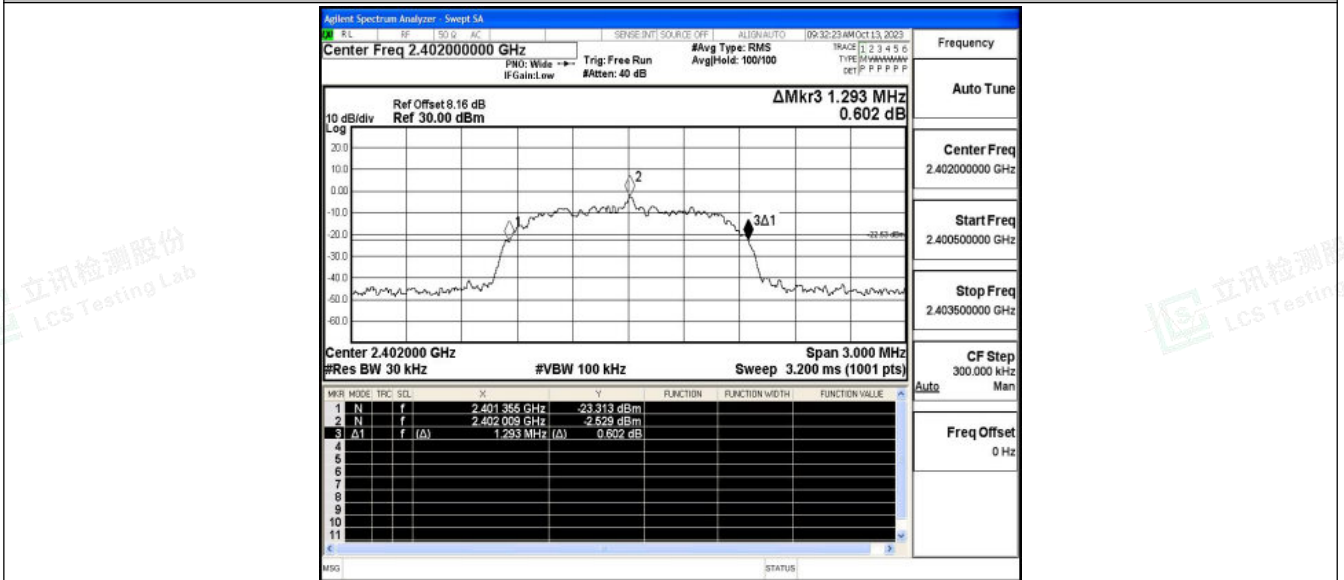 Agilent Spectrum Analyzer - Swept SA
RL RF 50 Ω AC SENSE:INT SOURCE OFF ALIGNAUTO 09:32:23 AM Oct 13, 2023
Center Freq 2.402000000 GHz
PNO: Wide
IFGain:Low
Trig: Free Run
#Atten: 40 dB
#Avg Type: RMS
Avg|Hold: 100/100
TRACE 1 2 3 4 5 6
TYPE
DET P P P P P P
Frequency
Auto Tune
Center Freq
2.402000000 GHz
Start Freq
2.400500000 GHz
Stop Freq
2.403500000 GHz
CF Step
300.000 kHz
Auto Man
Freq Offset
0 Hz
ΔMkr3 1.293 MHz
0.602 dB
Ref Offset 8.16 dB
10 dB/div Ref 30.00 dBm
Log
20.0
10.0
0.00
-10.0
-20.0
-30.0
-40.0
-50.0
-60.0
1
2
3Δ1
-22.53 dBm
Center 2.402000 GHz Span 3.000 MHz
#Res BW 30 kHz #VBW 100 kHz Sweep 3.200 ms (1001 pts)
MKR MODE TRC SCL X Y FUNCTION FUNCTION WIDTH FUNCTION VALUE
1 N f 2.401 355 GHz -23.313 dBm
2 N f 2.402 009 GHz -2.529 dBm
3 Δ1 f (Δ) 1.293 MHz (Δ) 0.602 dB
4
5
6
7
8
9
10
11
MSG STATUS
立讯检测股份
LCS Testing Lab
立讯检测股
LCS Testing